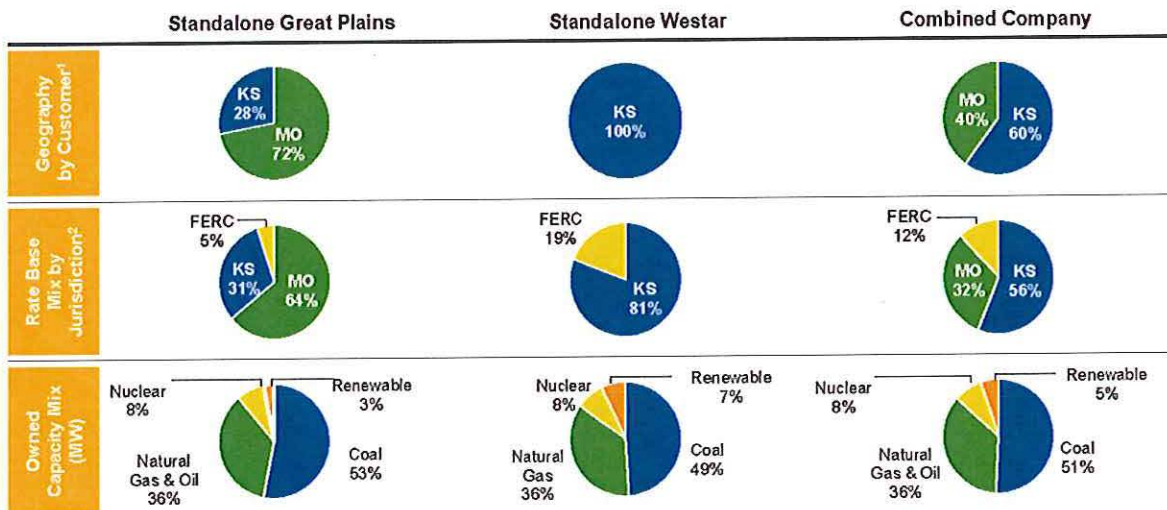 Standalone Great Plains
Standalone Westar
Combined Company
Geography
by Customer¹
KS
28%
MO
72%
KS
100%
MO
40%
KS
60%
Rate Base
Mix by
Jurisdiction²
FERC
5%
KS
31%
MO
64%
FERC
19%
KS
81%
FERC
12%
MO
32%
KS
56%
Owned
Capacity Mix
(MW)
Nuclear
8%
Renewable
3%
Natural
Gas & Oil
36%
Coal
53%
Nuclear
8%
Renewable
7%
Natural
Gas
36%
Coal
49%
Nuclear
8%
Renewable
5%
Natural
Gas & Oil
36%
Coal
51%